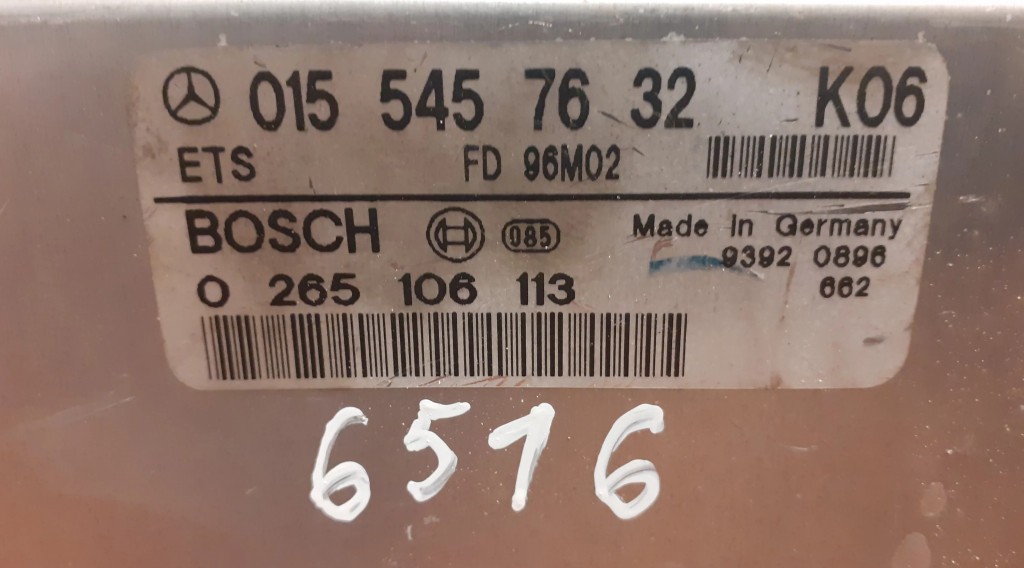 015 545 76 32 K06
ETS FD 96M02
BOSCH 085 Made In Germany
9392 0896
0 265 106 113 662
6516